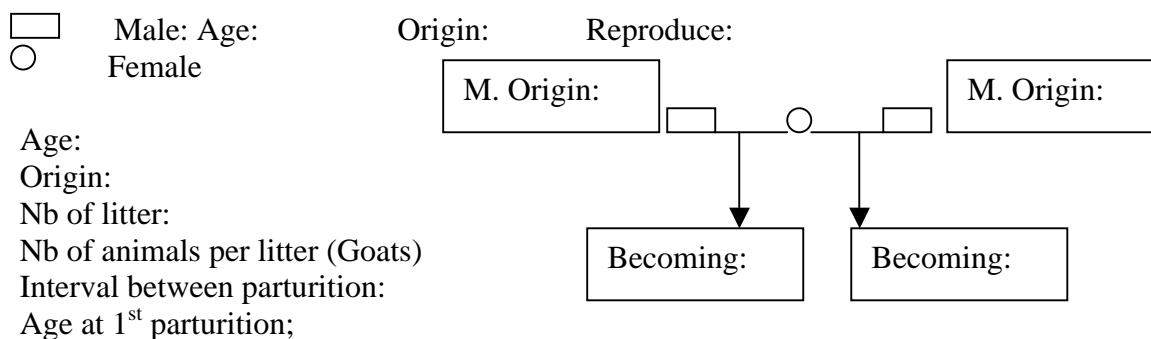 Male: Age: Origin: Reproduce:
Female
M. Origin:
M. Origin:
Age:
Origin:
Nb of litter:
Nb of animals per litter (Goats)
Interval between parturition:
Age at 1st parturition;
Becoming:
Becoming: